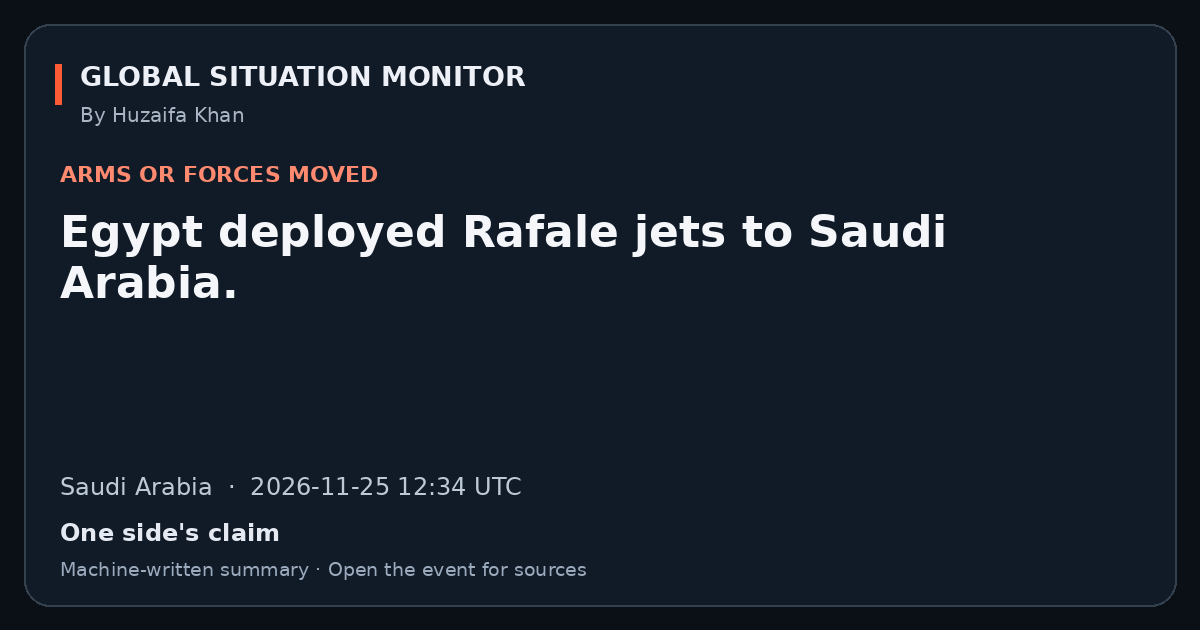 GLOBAL SITUATION MONITOR
By Huzaifa Khan
ARMS OR FORCES MOVED
Egypt deployed Rafale jets to Saudi
Arabia.
Saudi Arabia · 2026-11-25 12:34 UTC
One side's claim
Machine-written summary · Open the event for sources